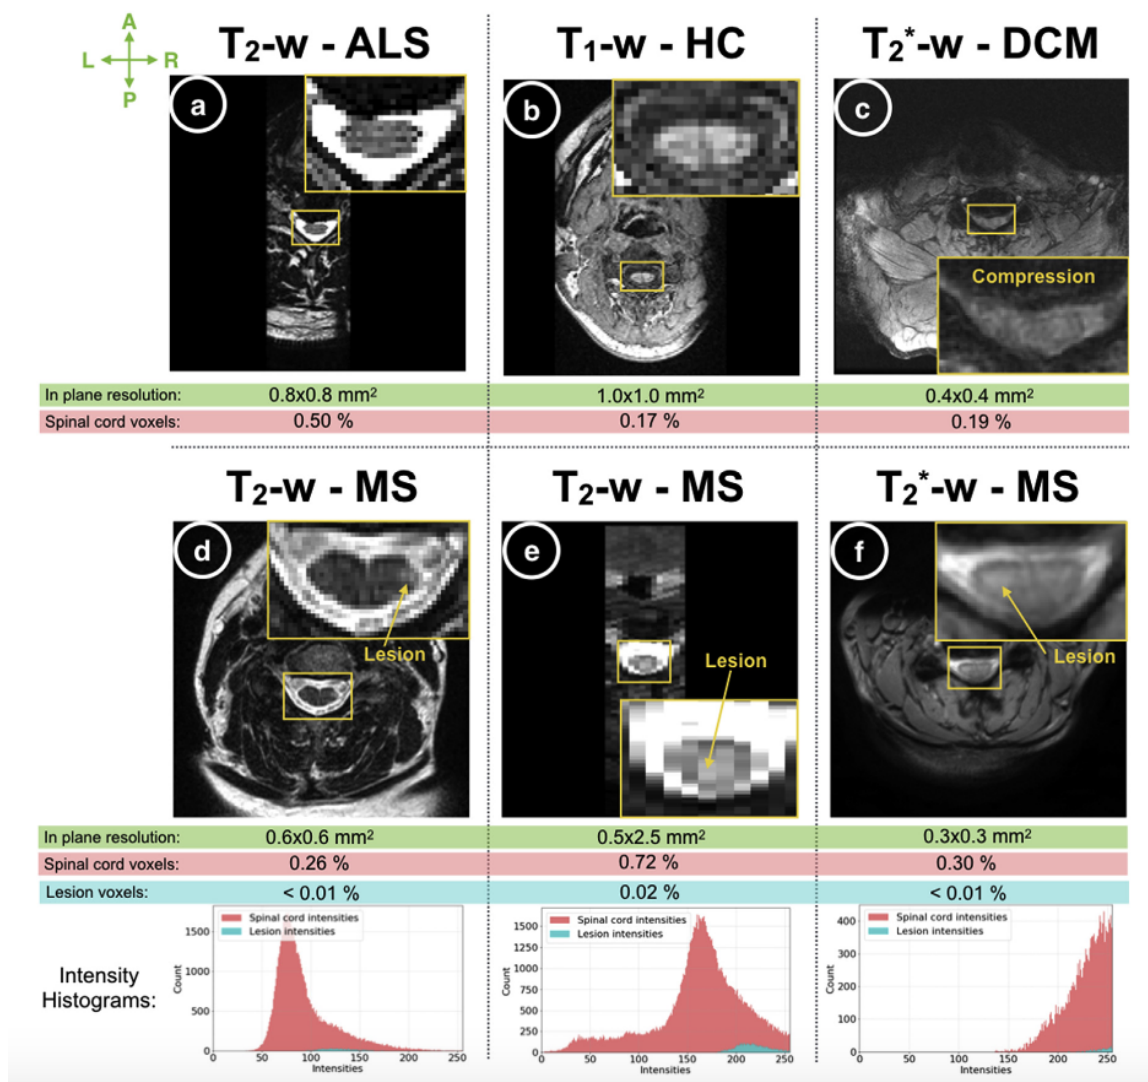 A
L R
P
T₂-w - ALS
T₁-w - HC
T₂*-w - DCM
a
b
c
Compression
In plane resolution: 0.8x0.8 mm² 1.0x1.0 mm² 0.4x0.4 mm²
Spinal cord voxels: 0.50 % 0.17 % 0.19 %
T₂-w - MS
T₂-w - MS
T₂*-w - MS
d
Lesion
e
Lesion
f
Lesion
In plane resolution: 0.6x0.6 mm² 0.5x2.5 mm² 0.3x0.3 mm²
Spinal cord voxels: 0.26 % 0.72 % 0.30 %
Lesion voxels: < 0.01 % 0.02 % < 0.01 %
Intensity
Histograms:
Spinal cord intensities
Lesion intensities
Count
1500
1000
500
0
0 50 100 150 200 250
Intensities
Spinal cord intensities
Lesion intensities
Count
1500
1250
1000
750
500
250
0
0 50 100 150 200 250
Intensities
Spinal cord intensities
Lesion intensities
Count
400
300
200
100
0
0 50 100 150 200 250
Intensities